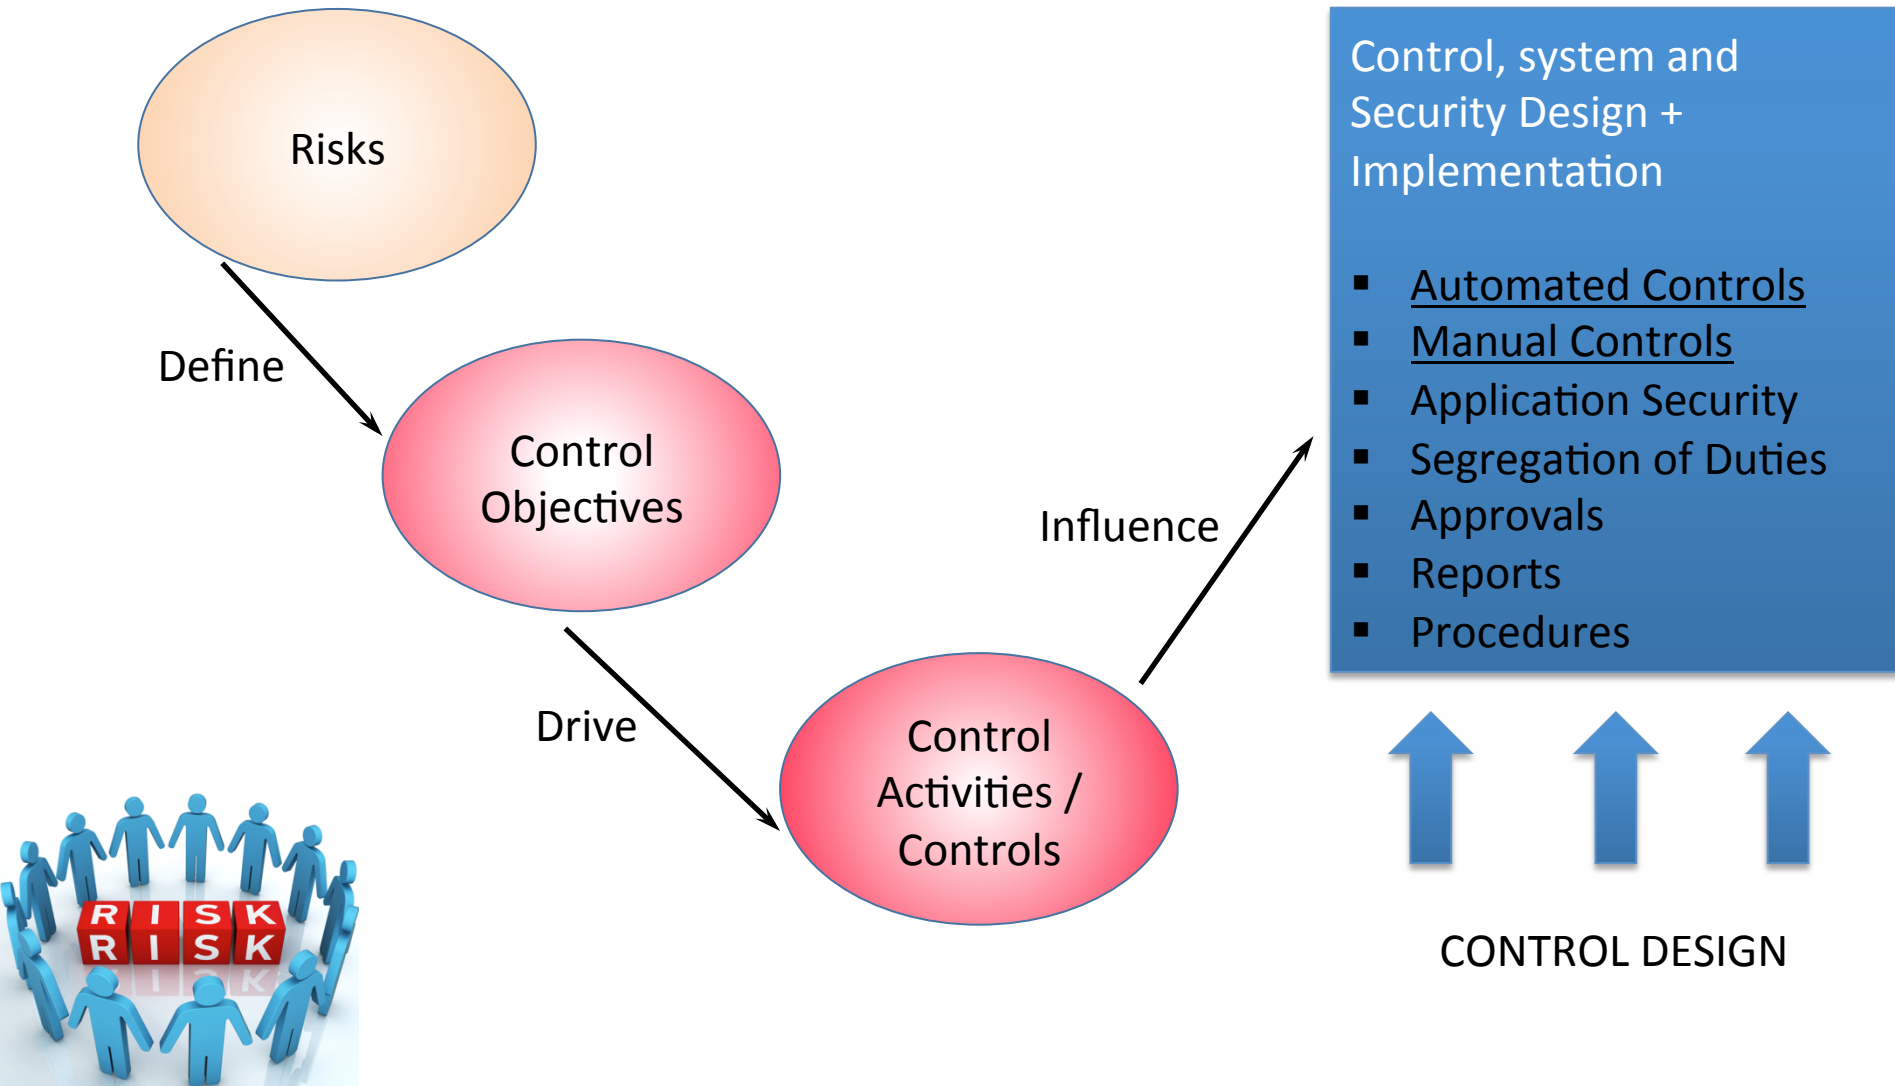 Risks
Define
Control
Objectives
Drive
Control
Activities /
Controls
Influence
Control, system and
Security Design +
Implementation
▪ Automated Controls
▪ Manual Controls
▪ Application Security
▪ Segregation of Duties
▪ Approvals
▪ Reports
▪ Procedures
CONTROL DESIGN
RISK
RISK